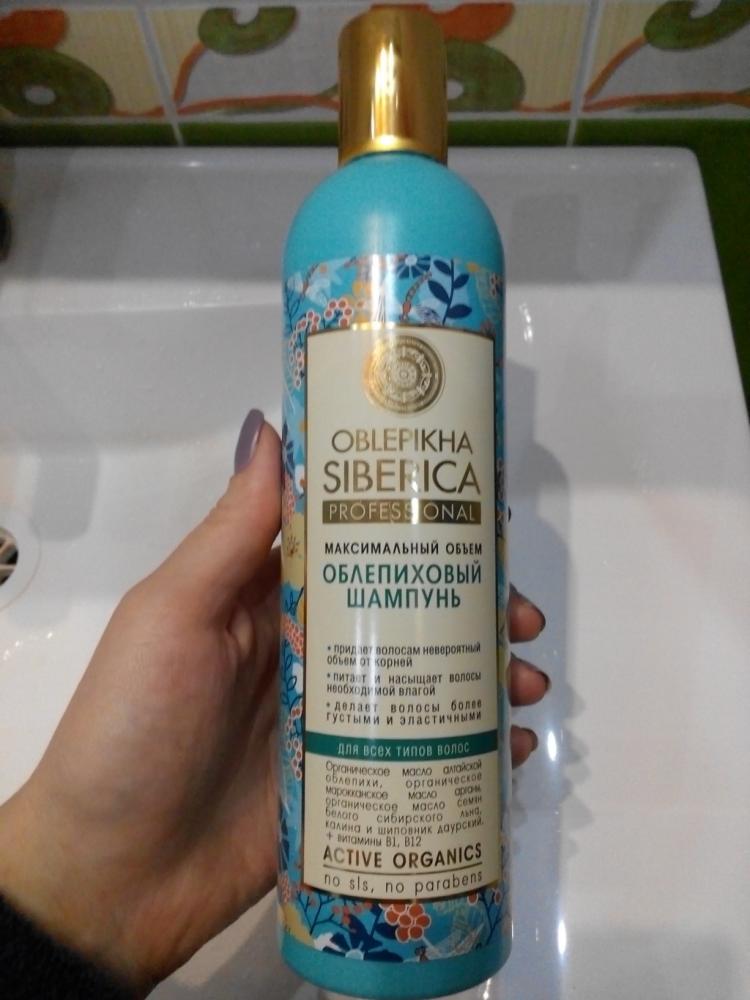 OBLEPIKHA
SIBERICA
PROFESSIONAL
МАКСИМАЛЬНЫЙ ОБЪЕМ
ОБЛЕПИХОВЫЙ
ШАМПУНЬ
• придает волосам невероятный
объем от корней
• питает и насыщает волосы
необходимой влагой
• делает волосы более
густыми и эластичными
ДЛЯ ВСЕХ ТИПОВ ВОЛОС
Органическое масло алтайской
облепихи, органическое
марокканское масло арганы,
органическое масло семян
белого сибирского льна,
калина и шиповник даурский.
+ витамины B1, B12
ACTIVE ORGANICS
no sls, no parabens